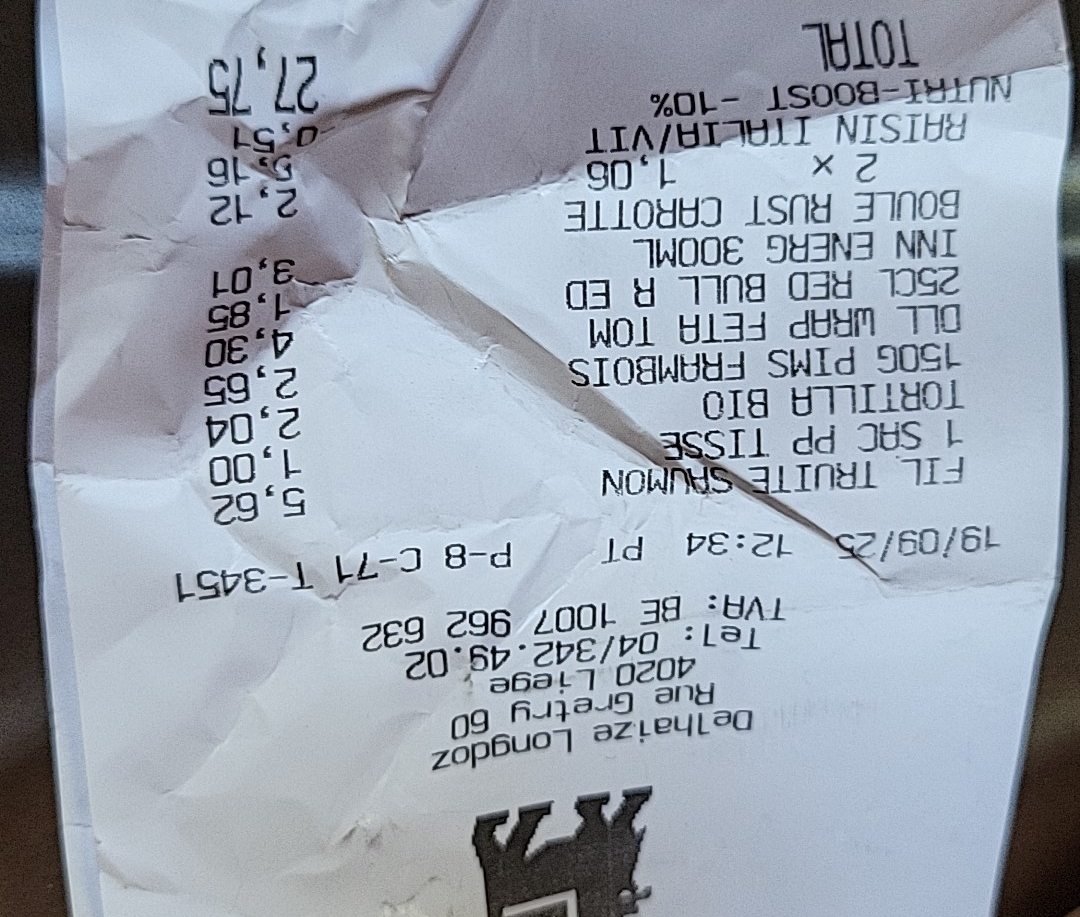 Delhaize Longdoz
Rue Gretry 60
4020 Liege
Tel: 04/342.49.02
TVA: BE 1007 962 632
19/09/25 12:34 PT P-8 C-71 T-3451
FIL TRUITE SAUMON 5,62
1 SAC PP TISSE 1,00
TORTILLA BIO 2,04
150G PIMS FRAMBOIS 2,65
DLL WRAP FETA TOM 4,30
25CL RED BULL R ED 1,85
INN ENERG 300ML 3,01
BOULE RUST CAROTTE
2 x 1,06 2,12
RAISIN ITALIA/VIT 5,16
NUTRI-BOOST -10% -0,51
TOTAL 27,75